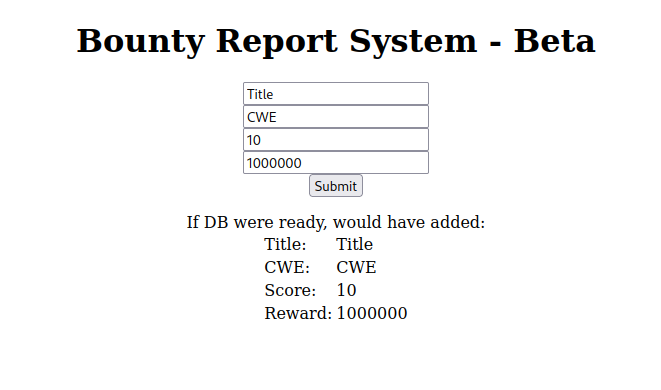 Bounty Report System - Beta
Title
CWE
10
1000000
Submit
If DB were ready, would have added:
Title: Title
CWE: CWE
Score: 10
Reward: 1000000